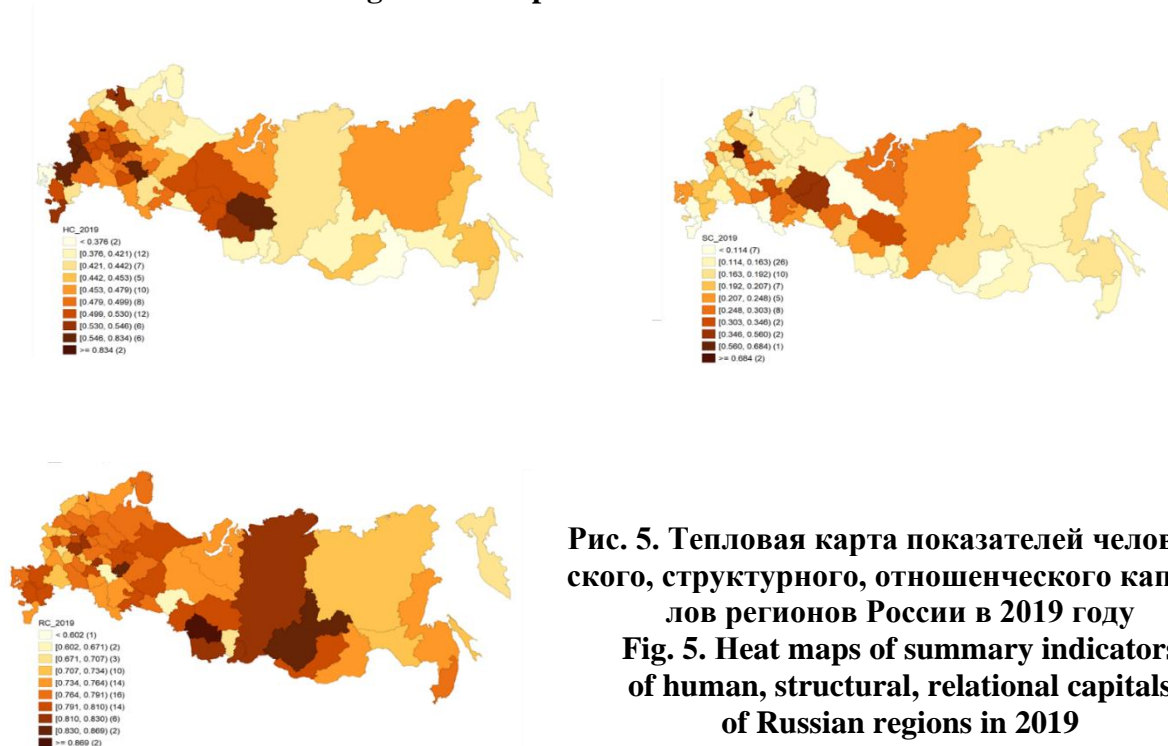 HC_2019
< 0.376 (2)
[0.376, 0.421) (12)
[0.421, 0.442) (7)
[0.442, 0.453) (5)
[0.453, 0.479) (10)
[0.479, 0.499) (8)
[0.499, 0.530) (12)
[0.530, 0.546) (6)
[0.546, 0.834) (6)
>= 0.834 (2)
SC_2019
< 0.114 (7)
[0.114, 0.163) (26)
[0.163, 0.192) (10)
[0.192, 0.207) (7)
[0.207, 0.248) (5)
[0.248, 0.303) (8)
[0.303, 0.346) (2)
[0.346, 0.560) (2)
[0.560, 0.684) (1)
>= 0.684 (2)
RC_2019
< 0.602 (1)
[0.602, 0.671) (2)
[0.671, 0.707) (3)
[0.707, 0.734) (10)
[0.734, 0.764) (14)
[0.764, 0.791) (16)
[0.791, 0.810) (14)
[0.810, 0.830) (6)
[0.830, 0.869) (2)
>= 0.869 (2)
Рис. 5. Тепловая карта показателей челов
ского, структурного, отношенческого кап
лов регионов России в 2019 году
Fig. 5. Heat maps of summary indicators
of human, structural, relational capitals
of Russian regions in 2019